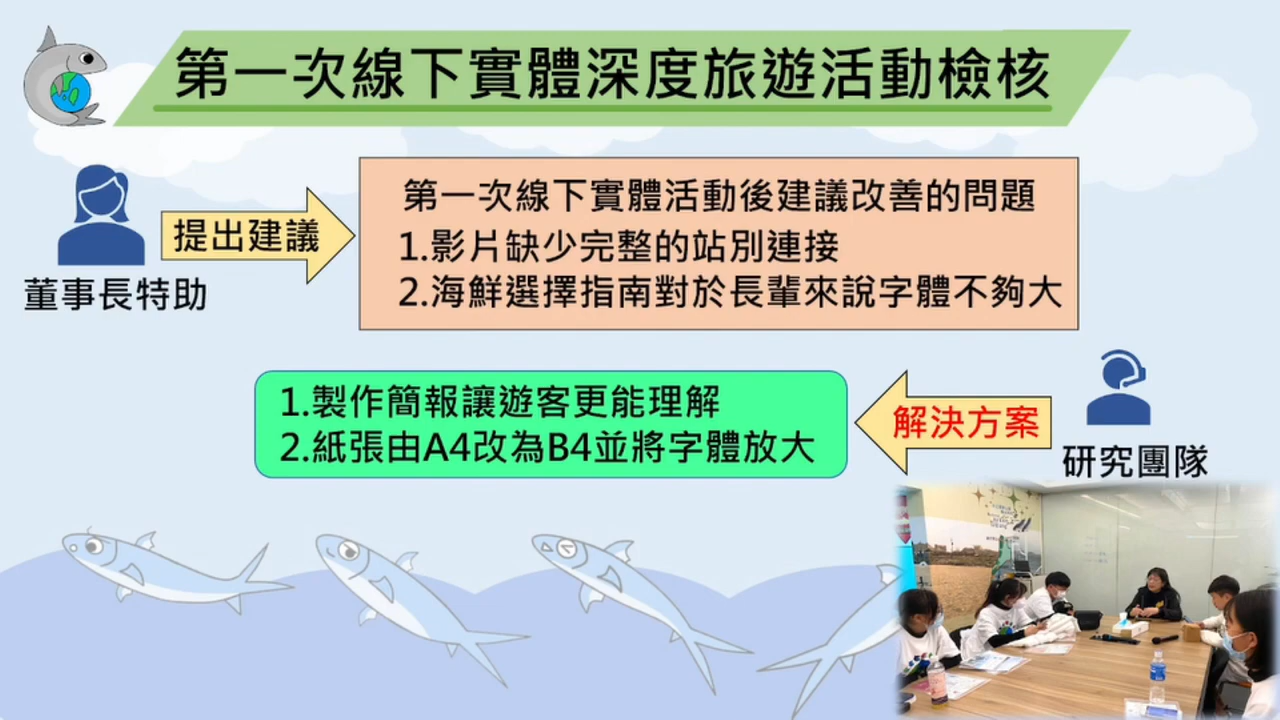 第一次線下實體深度旅遊活動檢核
提出建議
董事長特助
第一次線下實體活動後建議改善的問題
1.影片缺少完整的站別連接
2.海鮮選擇指南對於長輩來說字體不夠大
1.製作簡報讓遊客更能理解
2.紙張由A4改為B4並將字體放大
解決方案
研究團隊